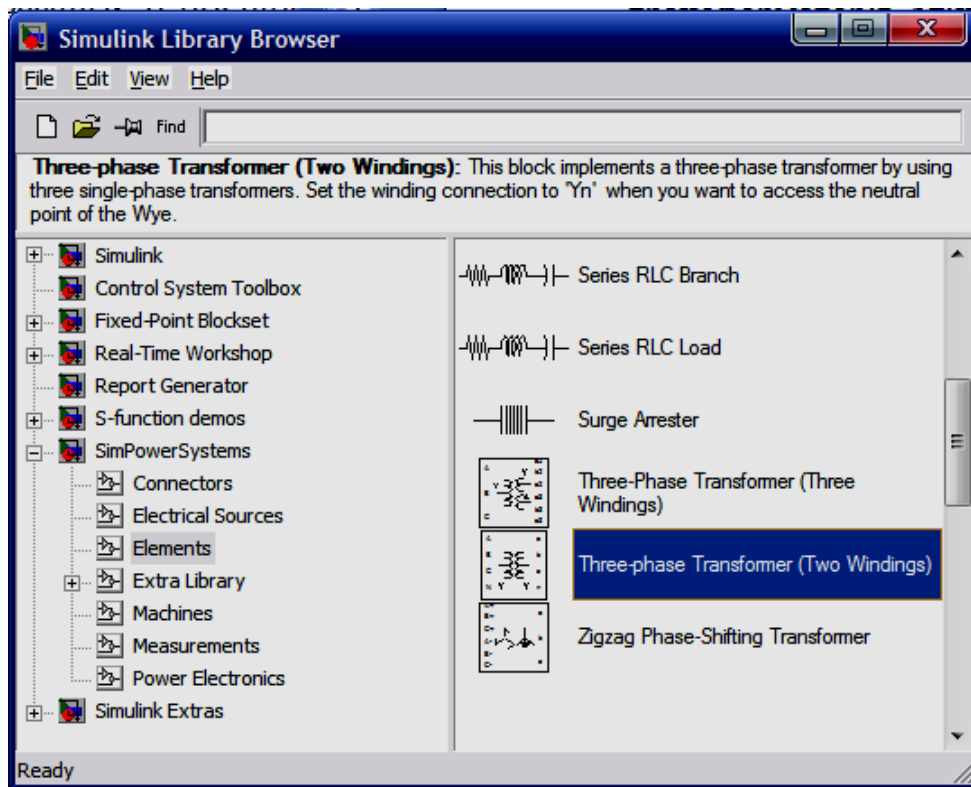 Simulink Library Browser
File Edit View Help
Find
Three-phase Transformer (Two Windings): This block implements a three-phase transformer by using
three single-phase transformers. Set the winding connection to 'Yn' when you want to access the neutral
point of the Wye.
Simulink
Control System Toolbox
Fixed-Point Blockset
Real-Time Workshop
Report Generator
S-function demos
SimPowerSystems
Connectors
Electrical Sources
Elements
Extra Library
Machines
Measurements
Power Electronics
Simulink Extras
Series RLC Branch
Series RLC Load
Surge Arrester
Three-Phase Transformer (Three
Windings)
Three-phase Transformer (Two Windings)
Zigzag Phase-Shifting Transformer
Ready